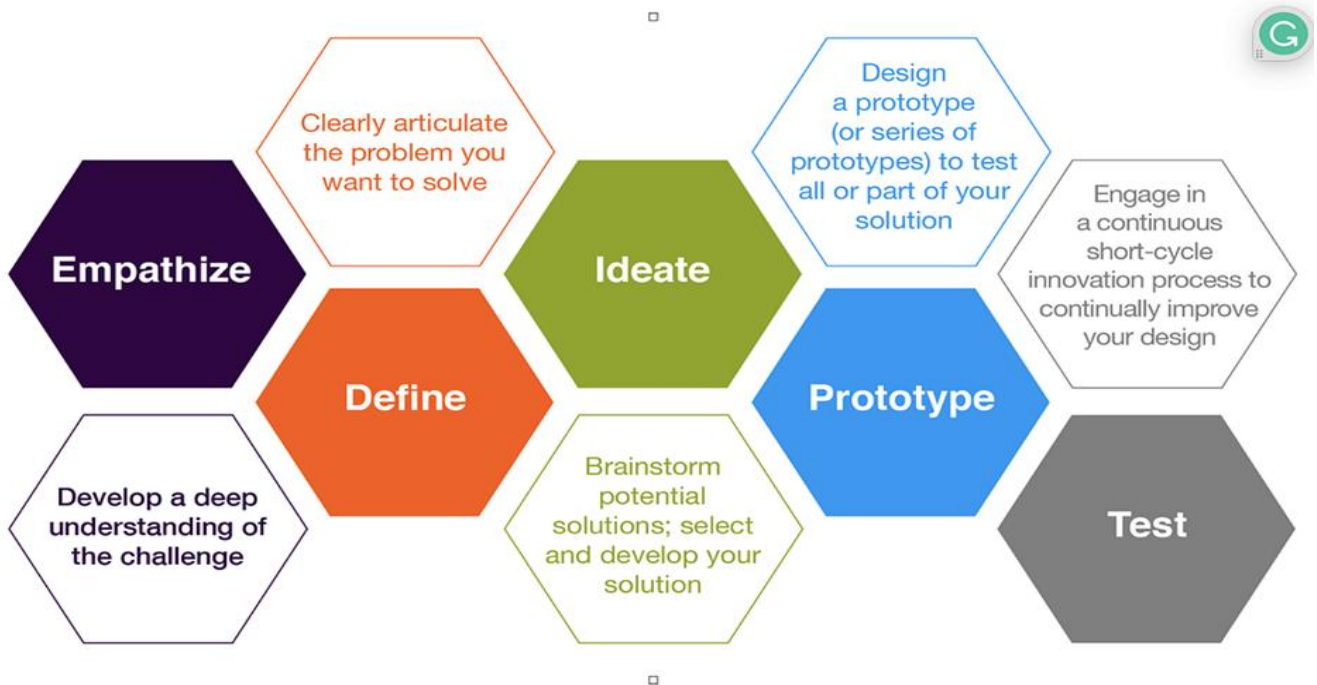 Empathize
Develop a deep
understanding of
the challenge
Clearly articulate
the problem you
want to solve
Define
Ideate
Brainstorm
potential
solutions; select
and develop your
solution
Design
a prototype
(or series of
prototypes) to test
all or part of your
solution
Prototype
Engage in
a continuous
short-cycle
innovation process to
continually improve
your design
Test